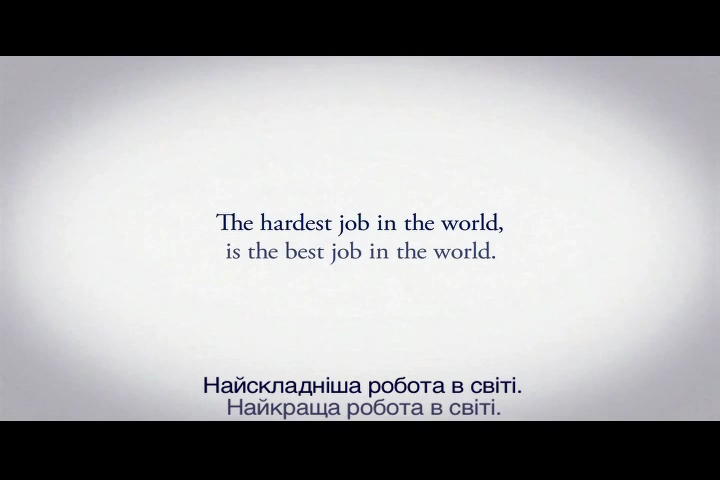 The hardest job in the world,
is the best job in the world.
Найскладніша робота в світі.
Найкраща робота в світі.